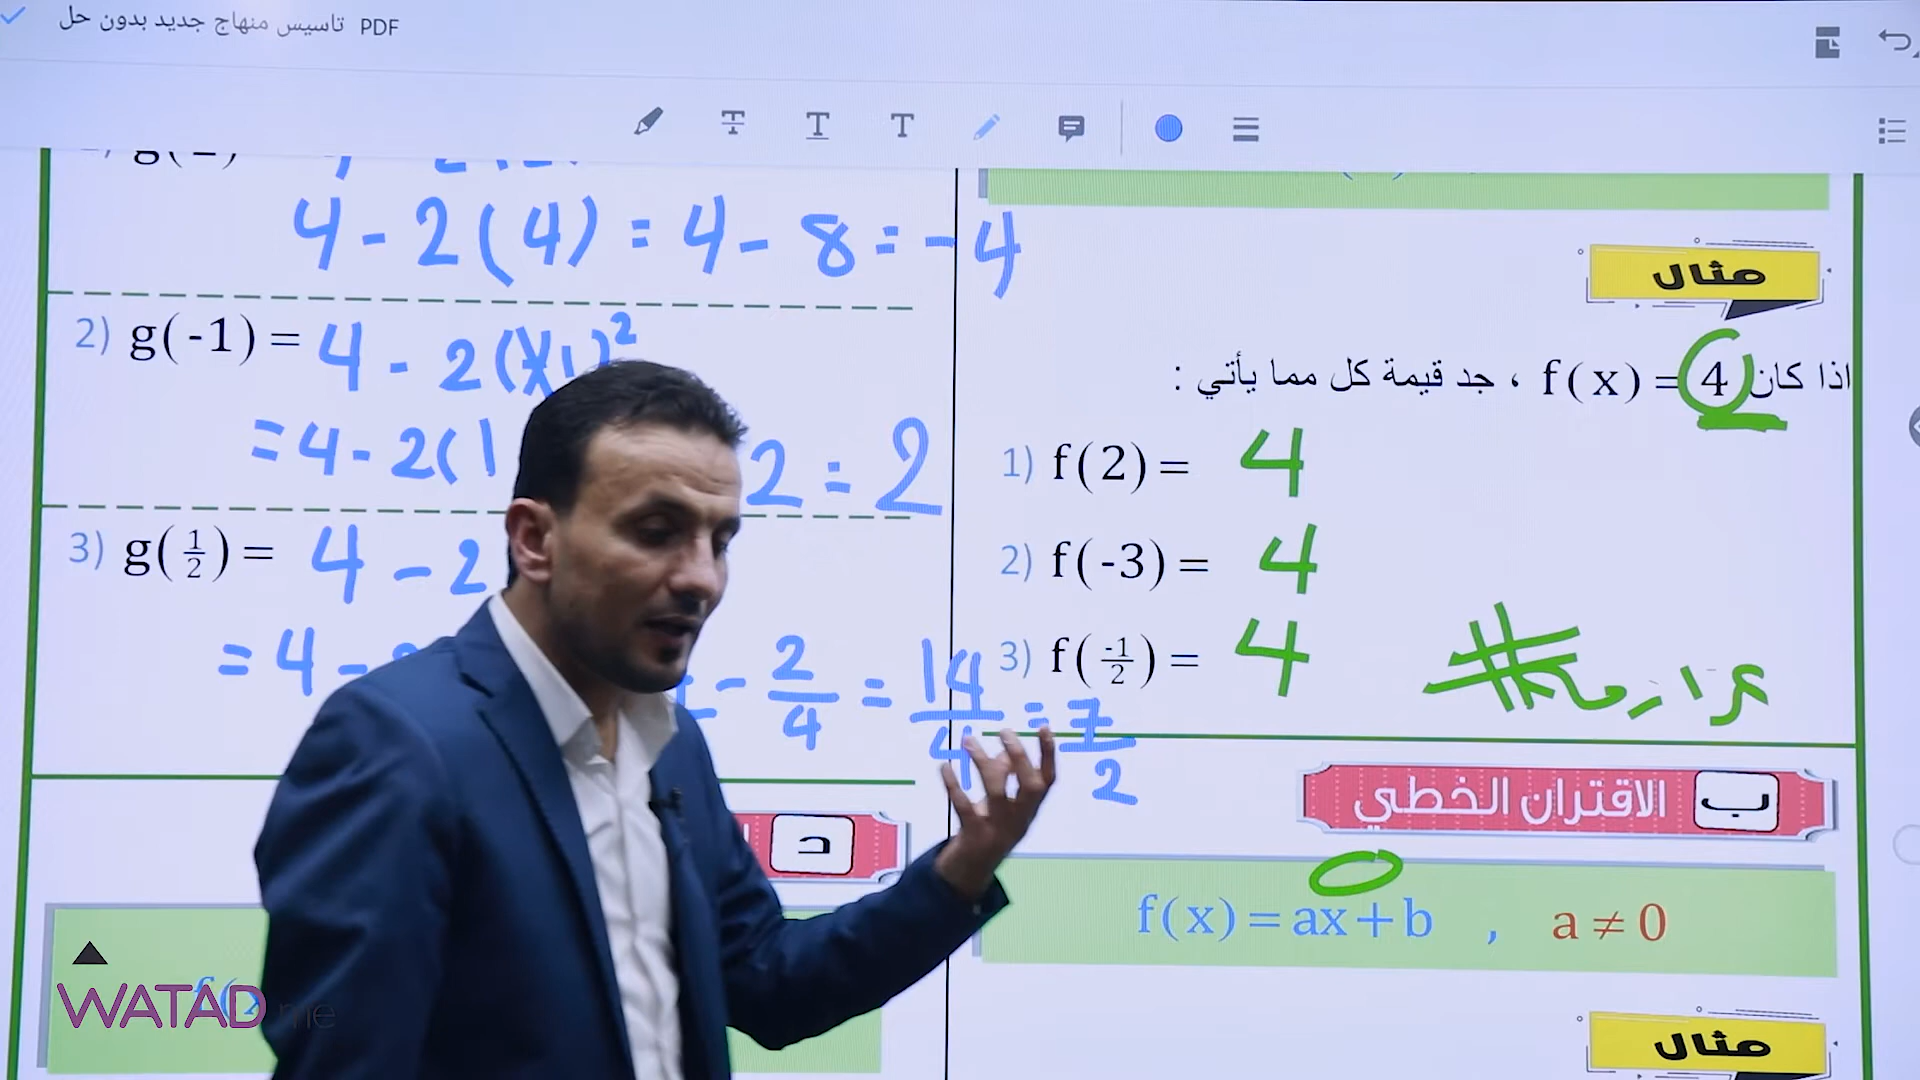 تاسيس منهاج جديد بدون حل PDF
T T T
مثال
اذا كان f(x) = 4 ، جد قيمة كل مما يأتي :
1) f(2) = 4
2) f(-3) = 4
3) f(-1/2) = 4
ب الاقتران الخطي
f(x) = ax + b , a ≠ 0
مثال
4 - 2(4) = 4 - 8 = -4
2) g(-1) = 4 - 2(-1)²
= 4 - 2(1 2 = 2
3) g(1/2) = 4 - 2
= 4 - - 2/4 = 14/4 = 7/2
د
f(x
WATAD me